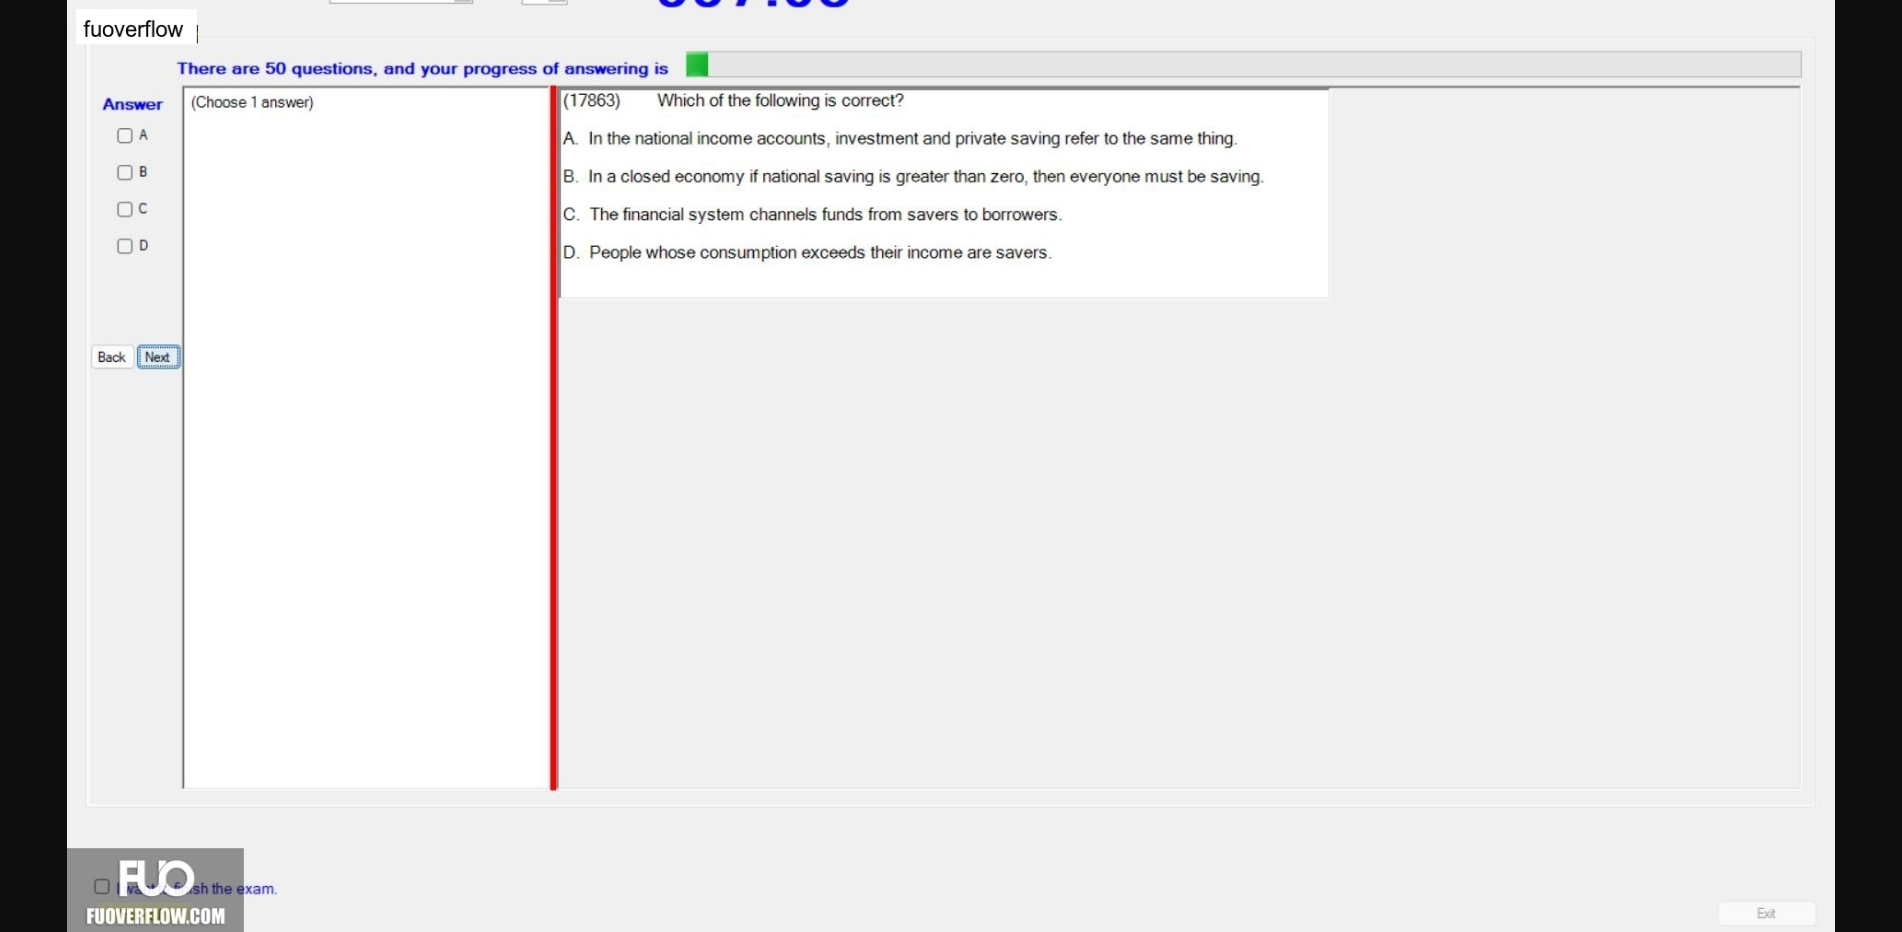 fuoverflow
There are 50 questions, and your progress of answering is
Answer
(Choose 1 answer)
A
B
C
D
Back
Next
(17863) Which of the following is correct?
A. In the national income accounts, investment and private saving refer to the same thing.
B. In a closed economy if national saving is greater than zero, then everyone must be saving.
C. The financial system channels funds from savers to borrowers.
D. People whose consumption exceeds their income are savers.
FUO
the exam.
FUOVERFLOW.COM
Exit